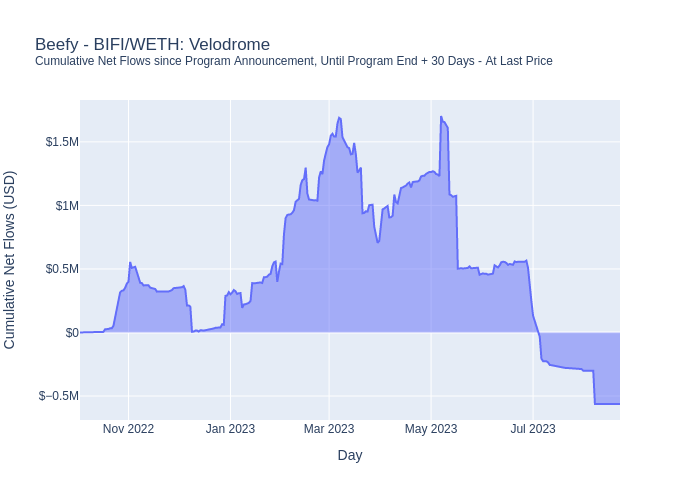 Beefy - BIFI/WETH: Velodrome
Cumulative Net Flows since Program Announcement, Until Program End + 30 Days - At Last Price
Cumulative Net Flows (USD)
$1.5M
$1M
$0.5M
$0
$−0.5M
Nov 2022
Jan 2023
Mar 2023
May 2023
Jul 2023
Day